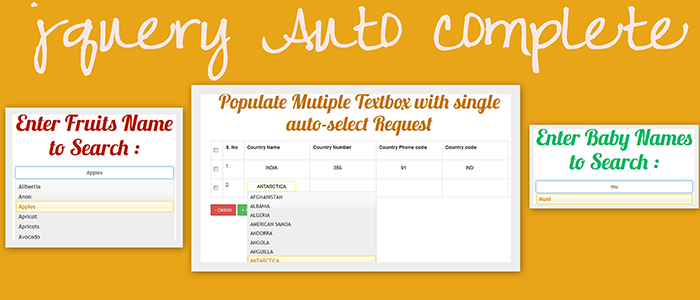 jquery Auto complete
Enter Fruits Name
to Search :
Apples
Alibertia
Anon
Apples
Apricot
Apricots
Avocado
Populate Mutiple Textbox with single
auto-select Request
S. No Country Name Country Number Country Phone code Country code
1. INDIA 356 91 IND
2. ANTARCTICA
AFGHANISTAN
ALBANIA
ALGERIA
AMERICAN SAMOA
ANDORRA
ANGOLA
ANGUILLA
ANTARCTICA
- Delete +
Enter Baby Names
to Search :
mu